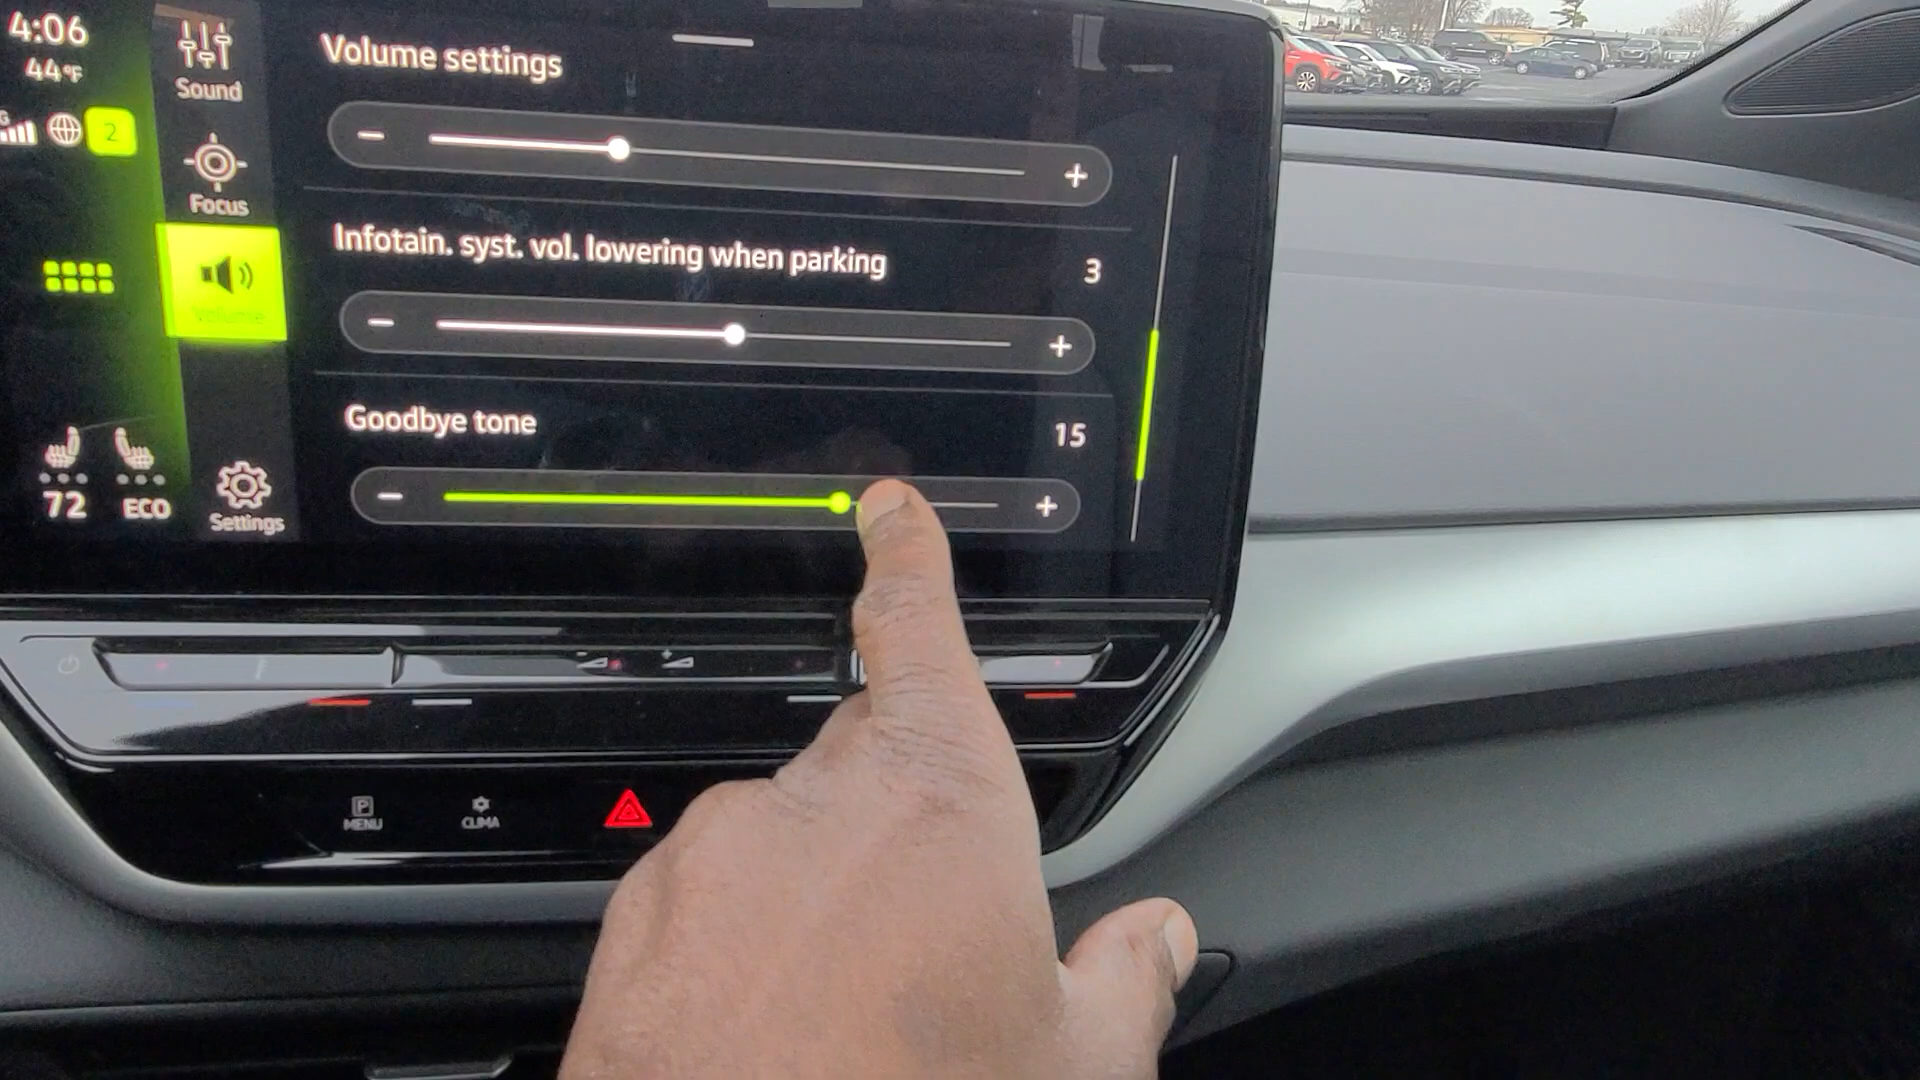 4:06
44°F
G
2
Sound
Focus
Volume
Settings
72
ECO
Volume settings
Infotain. syst. vol. lowering when parking
3
Goodbye tone
15
P
MENU
CLIMA